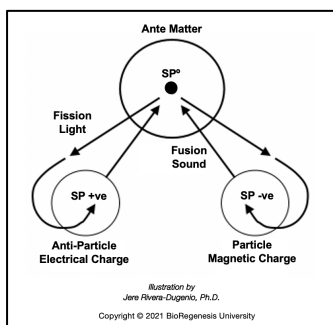 Ante Matter
SPº
Fission
Light
Fusion
Sound
SP +ve
SP -ve
Anti-Particle
Electrical Charge
Particle
Magnetic Charge
Illustration by
Jere Rivera-Dugenio, Ph.D.
Copyright © 2021 BioRegenesis University